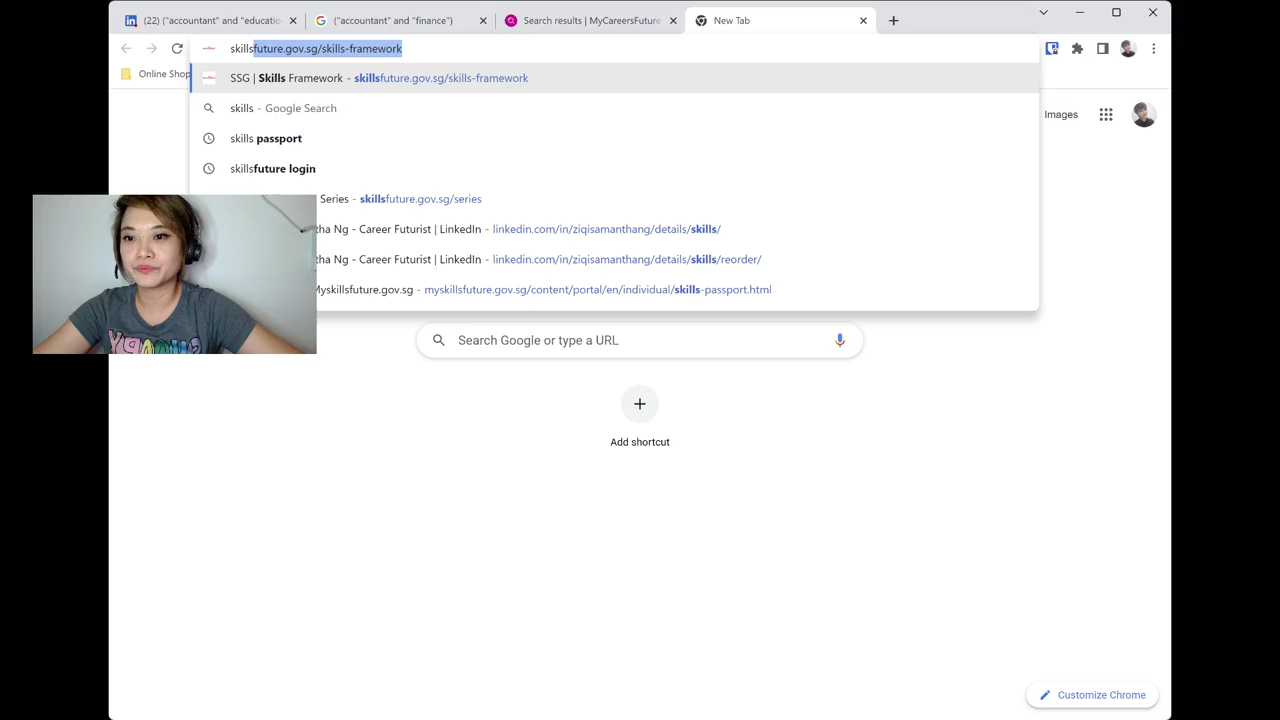 (22) ("accountant" and "educatio
("accountant" and "finance")
Search results | MyCareersFuture
New Tab
skillsfuture.gov.sg/skills-framework
Online Shop
SSG | Skills Framework - skillsfuture.gov.sg/skills-framework
skills - Google Search
skills passport
skillsfuture login
Series - skillsfuture.gov.sg/series
tha Ng - Career Futurist | LinkedIn - linkedin.com/in/ziqisamanthang/details/skills/
tha Ng - Career Futurist | LinkedIn - linkedin.com/in/ziqisamanthang/details/skills/reorder/
Myskillsfuture.gov.sg - myskillsfuture.gov.sg/content/portal/en/individual/skills-passport.html
Images
Search Google or type a URL
Add shortcut
Customize Chrome